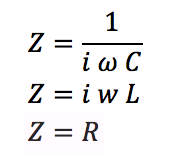 Z = 1 / i ω C
Z = i w L
Z = R